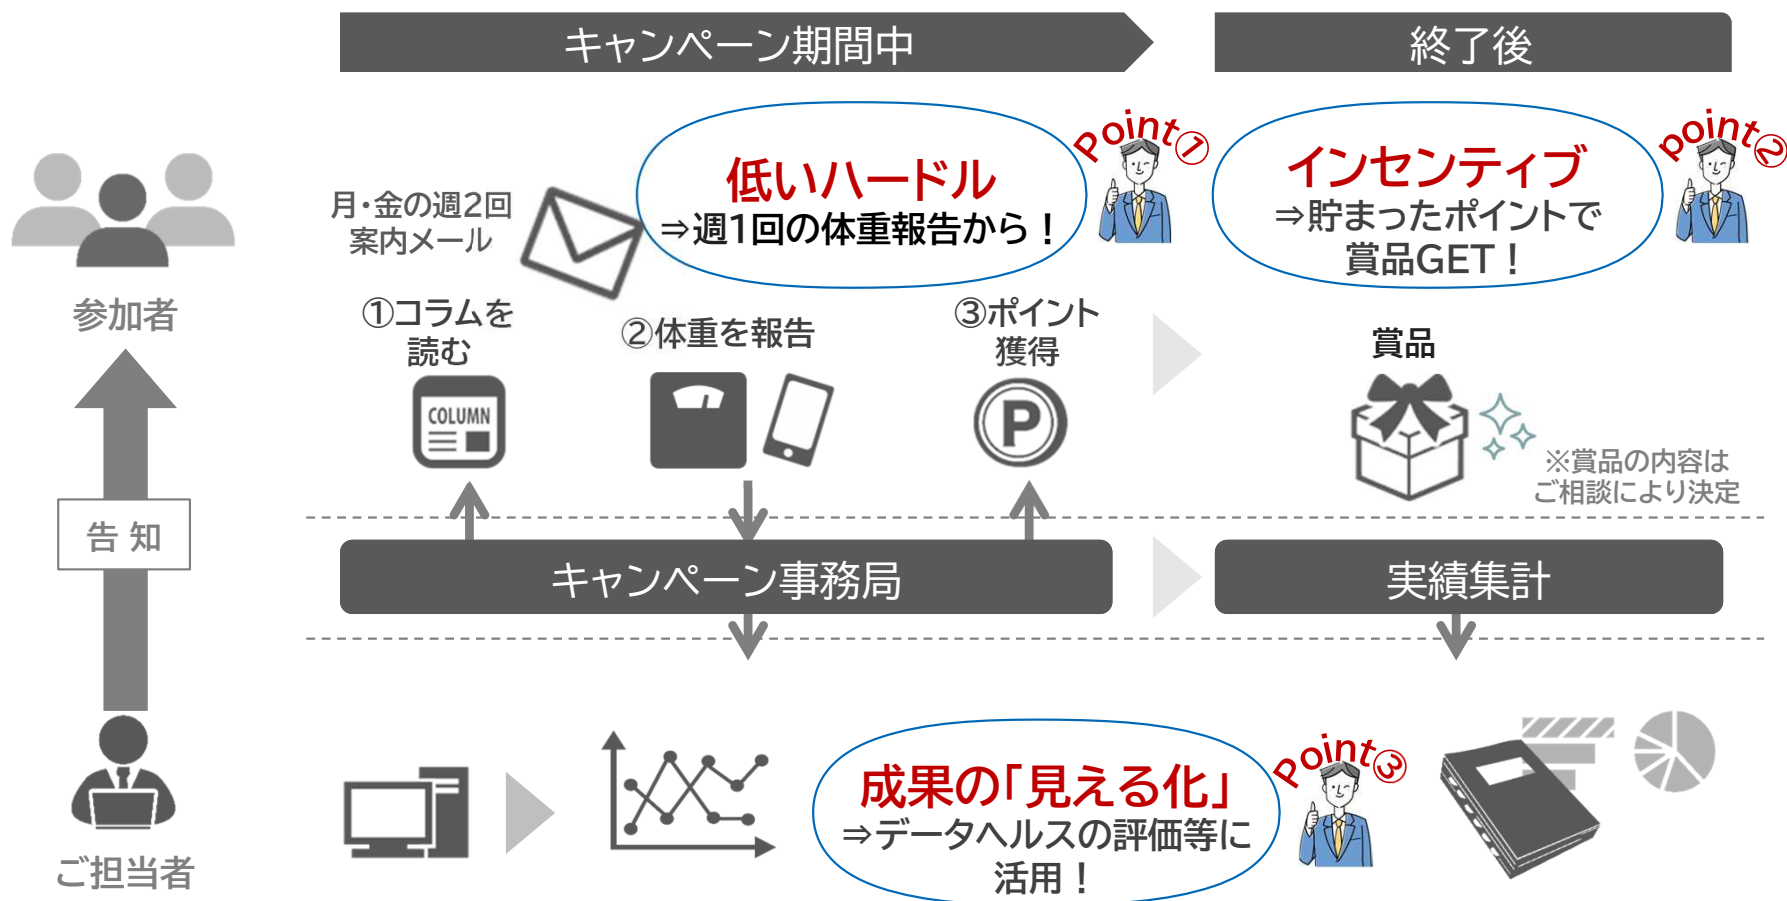 キャンペーン期間中
終了後
Point①
point②
低いハードル
⇒週1回の体重報告から！
インセンティブ
⇒貯まったポイントで
賞品GET！
月・金の週2回
案内メール
参加者
①コラムを
読む
②体重を報告
③ポイント
獲得
賞品
COLUMN
P
※賞品の内容は
ご相談により決定
告知
キャンペーン事務局
実績集計
Point③
成果の「見える化」
⇒データヘルスの評価等に
活用！
ご担当者